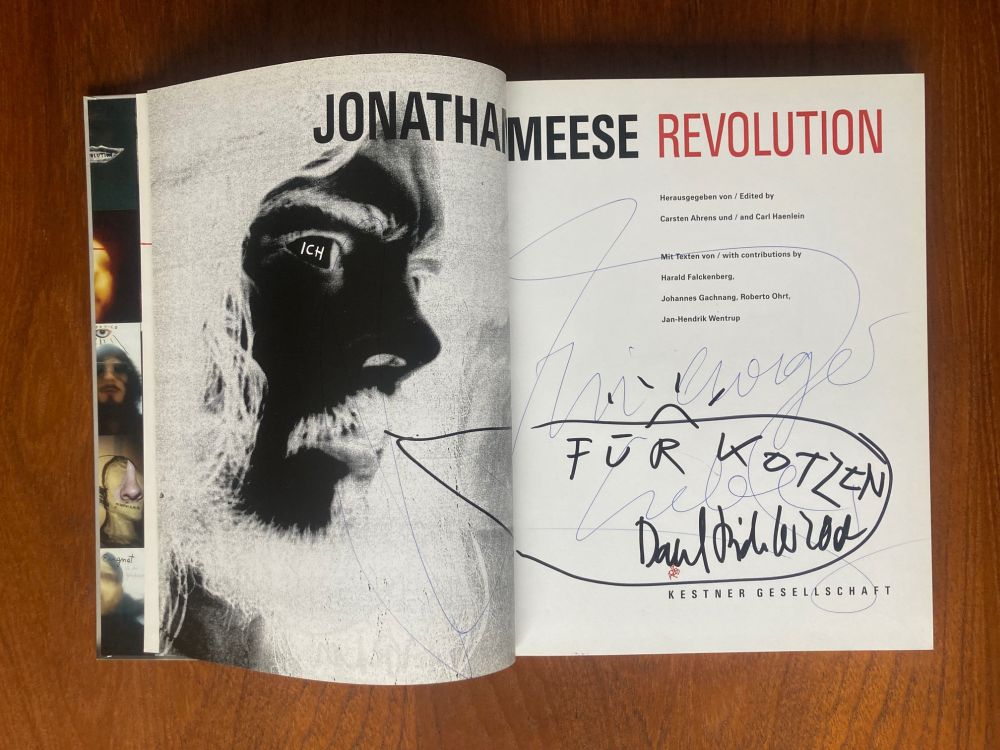 JONATHAN MEESE REVOLUTION
Herausgegeben von / Edited by
Carsten Ahrens und / and Carl Haenlein
Mit Texten von / with contributions by
Harald Falckenberg,
Johannes Gachnang, Roberto Ohrt,
Jan-Hendrik Wentrup
ICH
FÜR KOTZEN
KESTNER GESELLSCHAFT